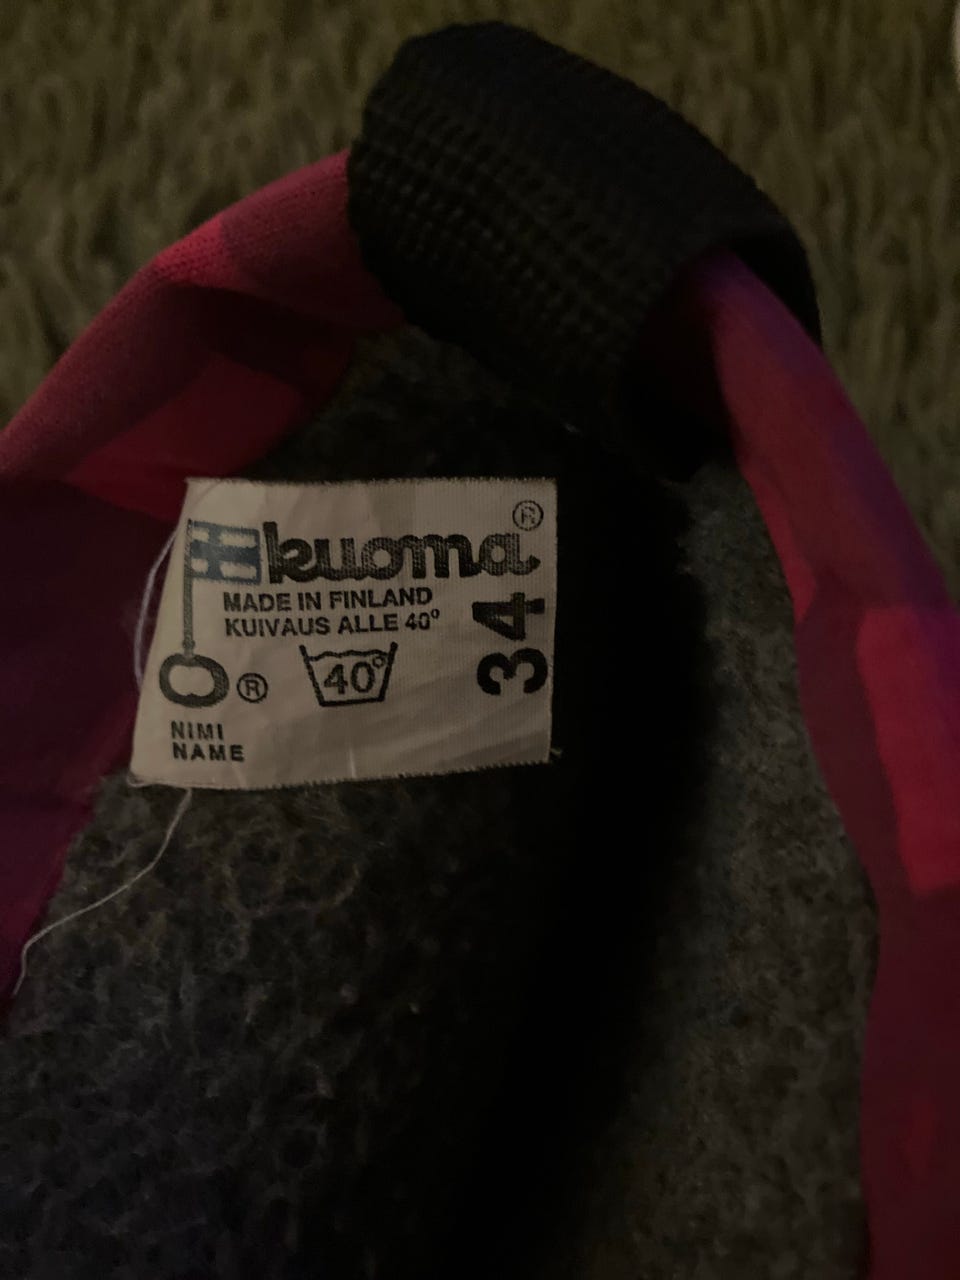 kuoma®
MADE IN FINLAND
KUIVAUS ALLE 40°
®
40°
34
NIMI
NAME